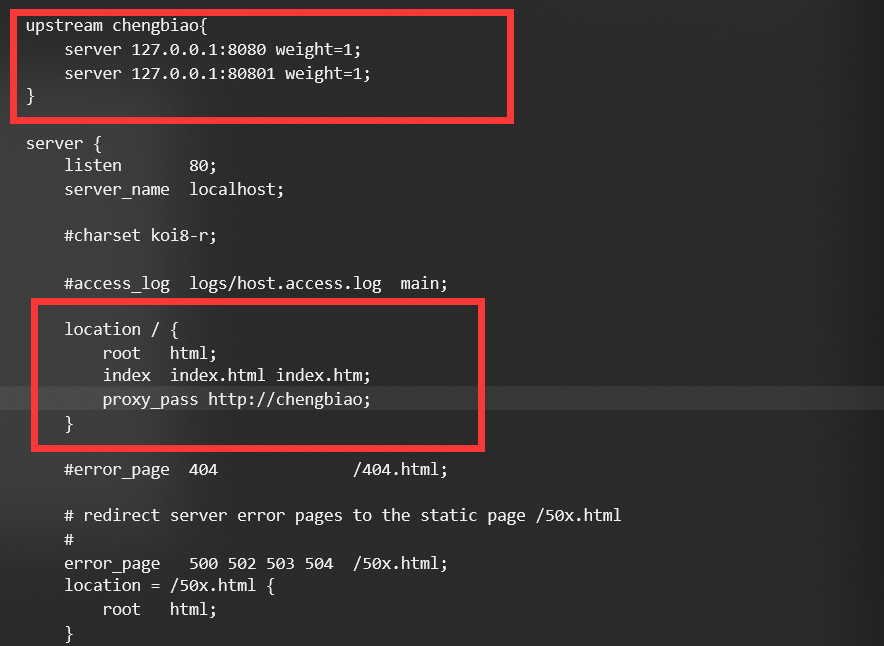 upstream chengbiao{
    server 127.0.0.1:8080 weight=1;
    server 127.0.0.1:80801 weight=1;
}
server {
    listen       80;
    server_name  localhost;
    #charset koi8-r;
    #access_log  logs/host.access.log  main;
    location / {
        root   html;
        index  index.html index.htm;
        proxy_pass http://chengbiao;
    }
    #error_page  404              /404.html;
    # redirect server error pages to the static page /50x.html
    #
    error_page   500 502 503 504  /50x.html;
    location = /50x.html {
        root   html;
    }